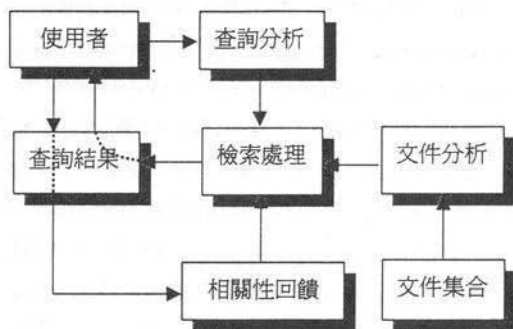 使用者
查詢分析
查詢結果
檢索處理
文件分析
相關性回饋
文件集合